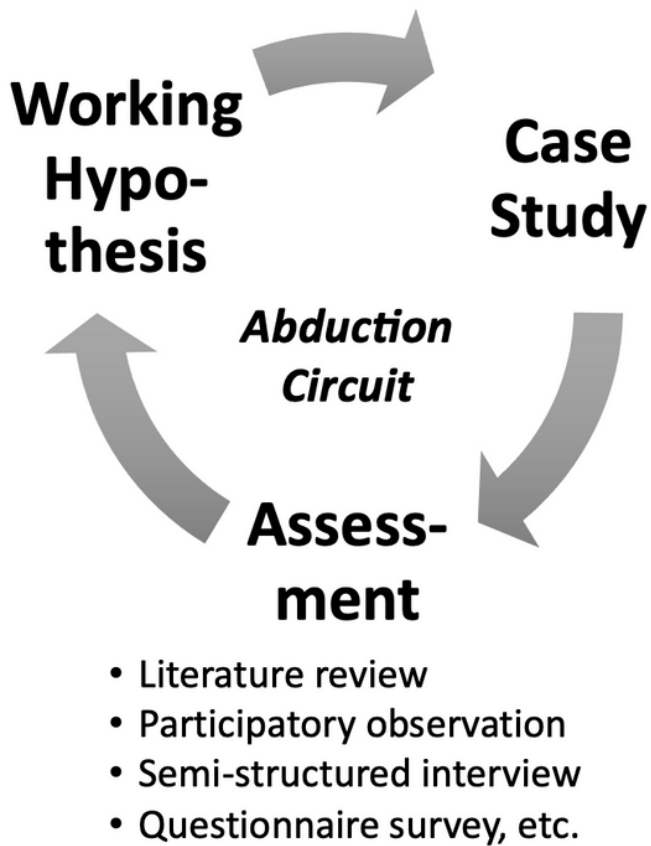 Working
Hypo-
thesis
Case
Study
Abduction
Circuit
Assess-
ment
• Literature review
• Participatory observation
• Semi-structured interview
• Questionnaire survey, etc.